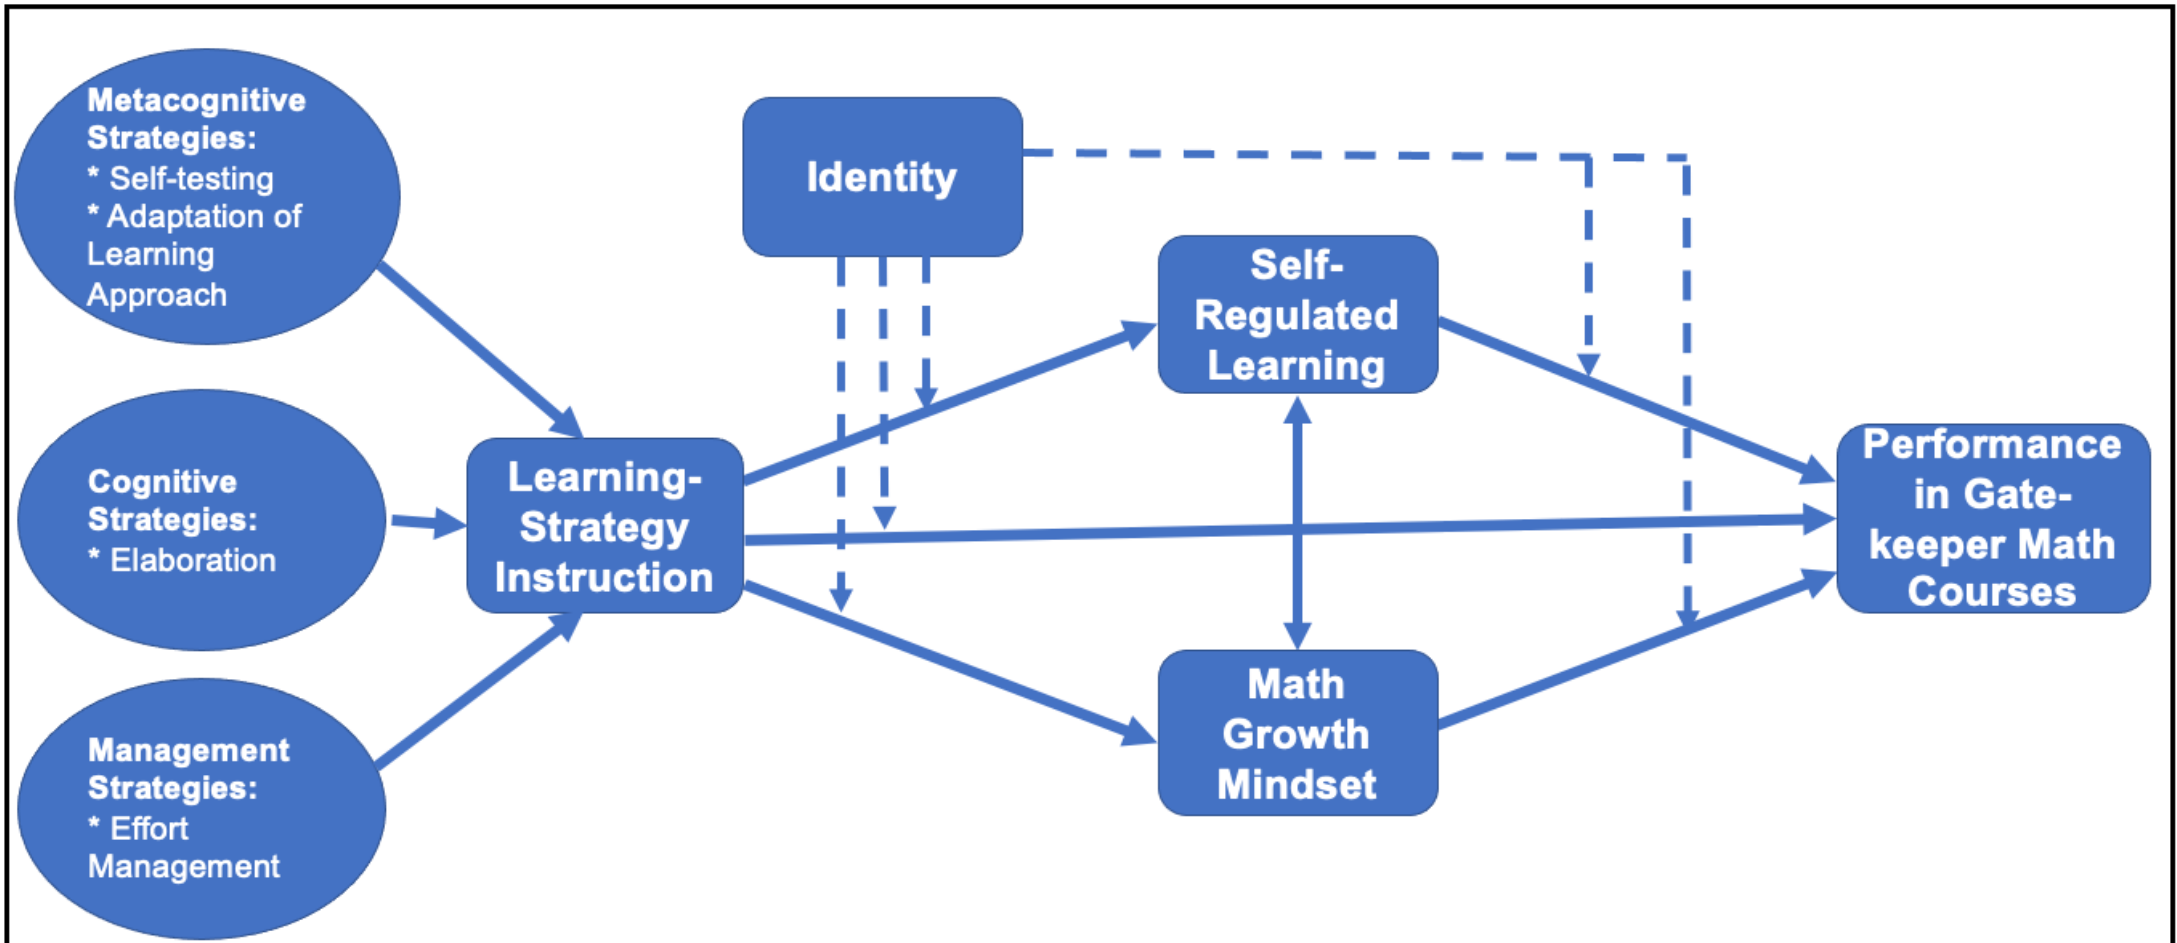 Metacognitive
Strategies:
* Self-testing
* Adaptation of
Learning
Approach
Cognitive
Strategies:
* Elaboration
Management
Strategies:
* Effort
Management
Learning-
Strategy
Instruction
Identity
Self-
Regulated
Learning
Math
Growth
Mindset
Performance
in Gate-
keeper Math
Courses